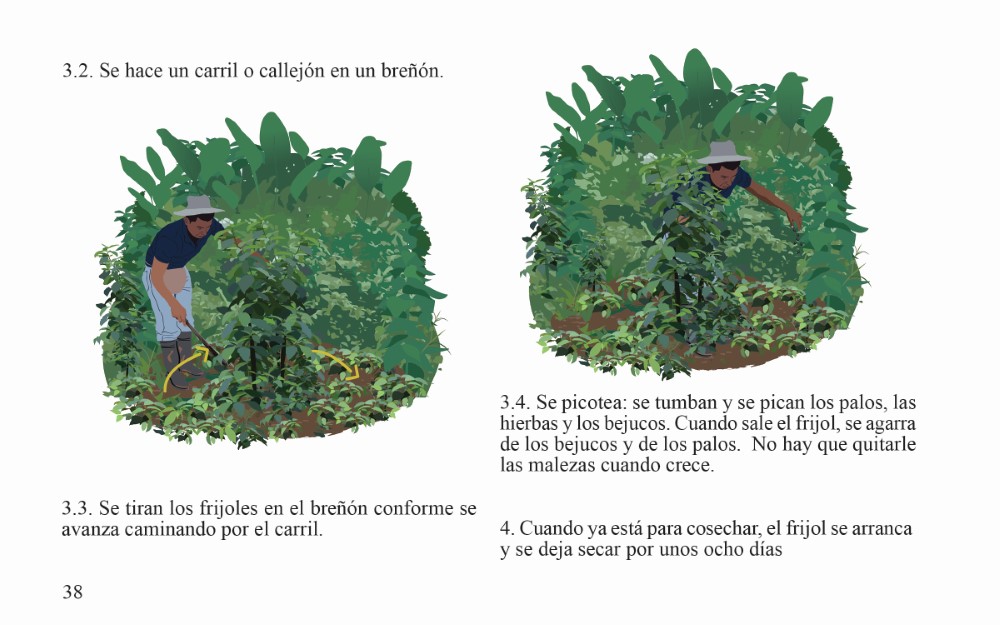 3.2. Se hace un carril o callejón en un breñón.
3.3. Se tiran los frijoles en el breñón conforme se
avanza caminando por el carril.
38
3.4. Se picotea: se tumban y se pican los palos, las
hierbas y los bejucos. Cuando sale el frijol, se agarra
de los bejucos y de los palos. No hay que quitarle
las malezas cuando crece.
4. Cuando ya está para cosechar, el frijol se arranca
y se deja secar por unos ocho días